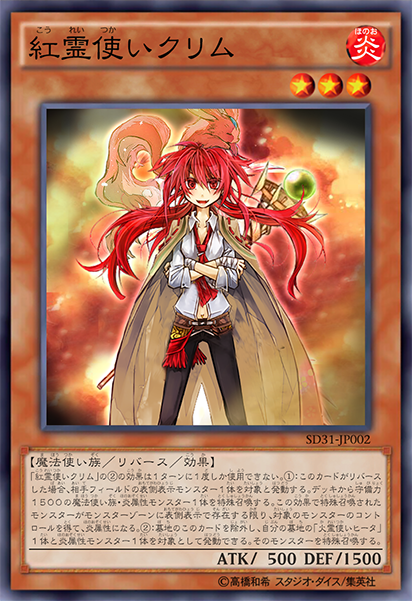 紅霊使いクリム
炎
SD31-JP002
【魔法使い族／リバース／効果】
「紅霊使いクリム」の②の効果は１ターンに１度しか使用できない。①：このカードがリバース
した場合、相手フィールドの表側表示モンスター１体を対象として発動する。デッキから守備力
１５００の魔法使い族・炎属性モンスター１体を特殊召喚する。この効果で特殊召喚された
モンスターがモンスターゾーンに表側表示で存在する限り、対象のモンスターのコント
ロールを得て、炎属性になる。②：墓地のこのカードを除外し、自分の墓地の「火霊使いヒータ」
１体と炎属性モンスター１体を対象として発動できる。そのモンスターを特殊召喚する。
ATK/ 500 DEF/1500
©高橋和希 スタジオ・ダイス/集英社